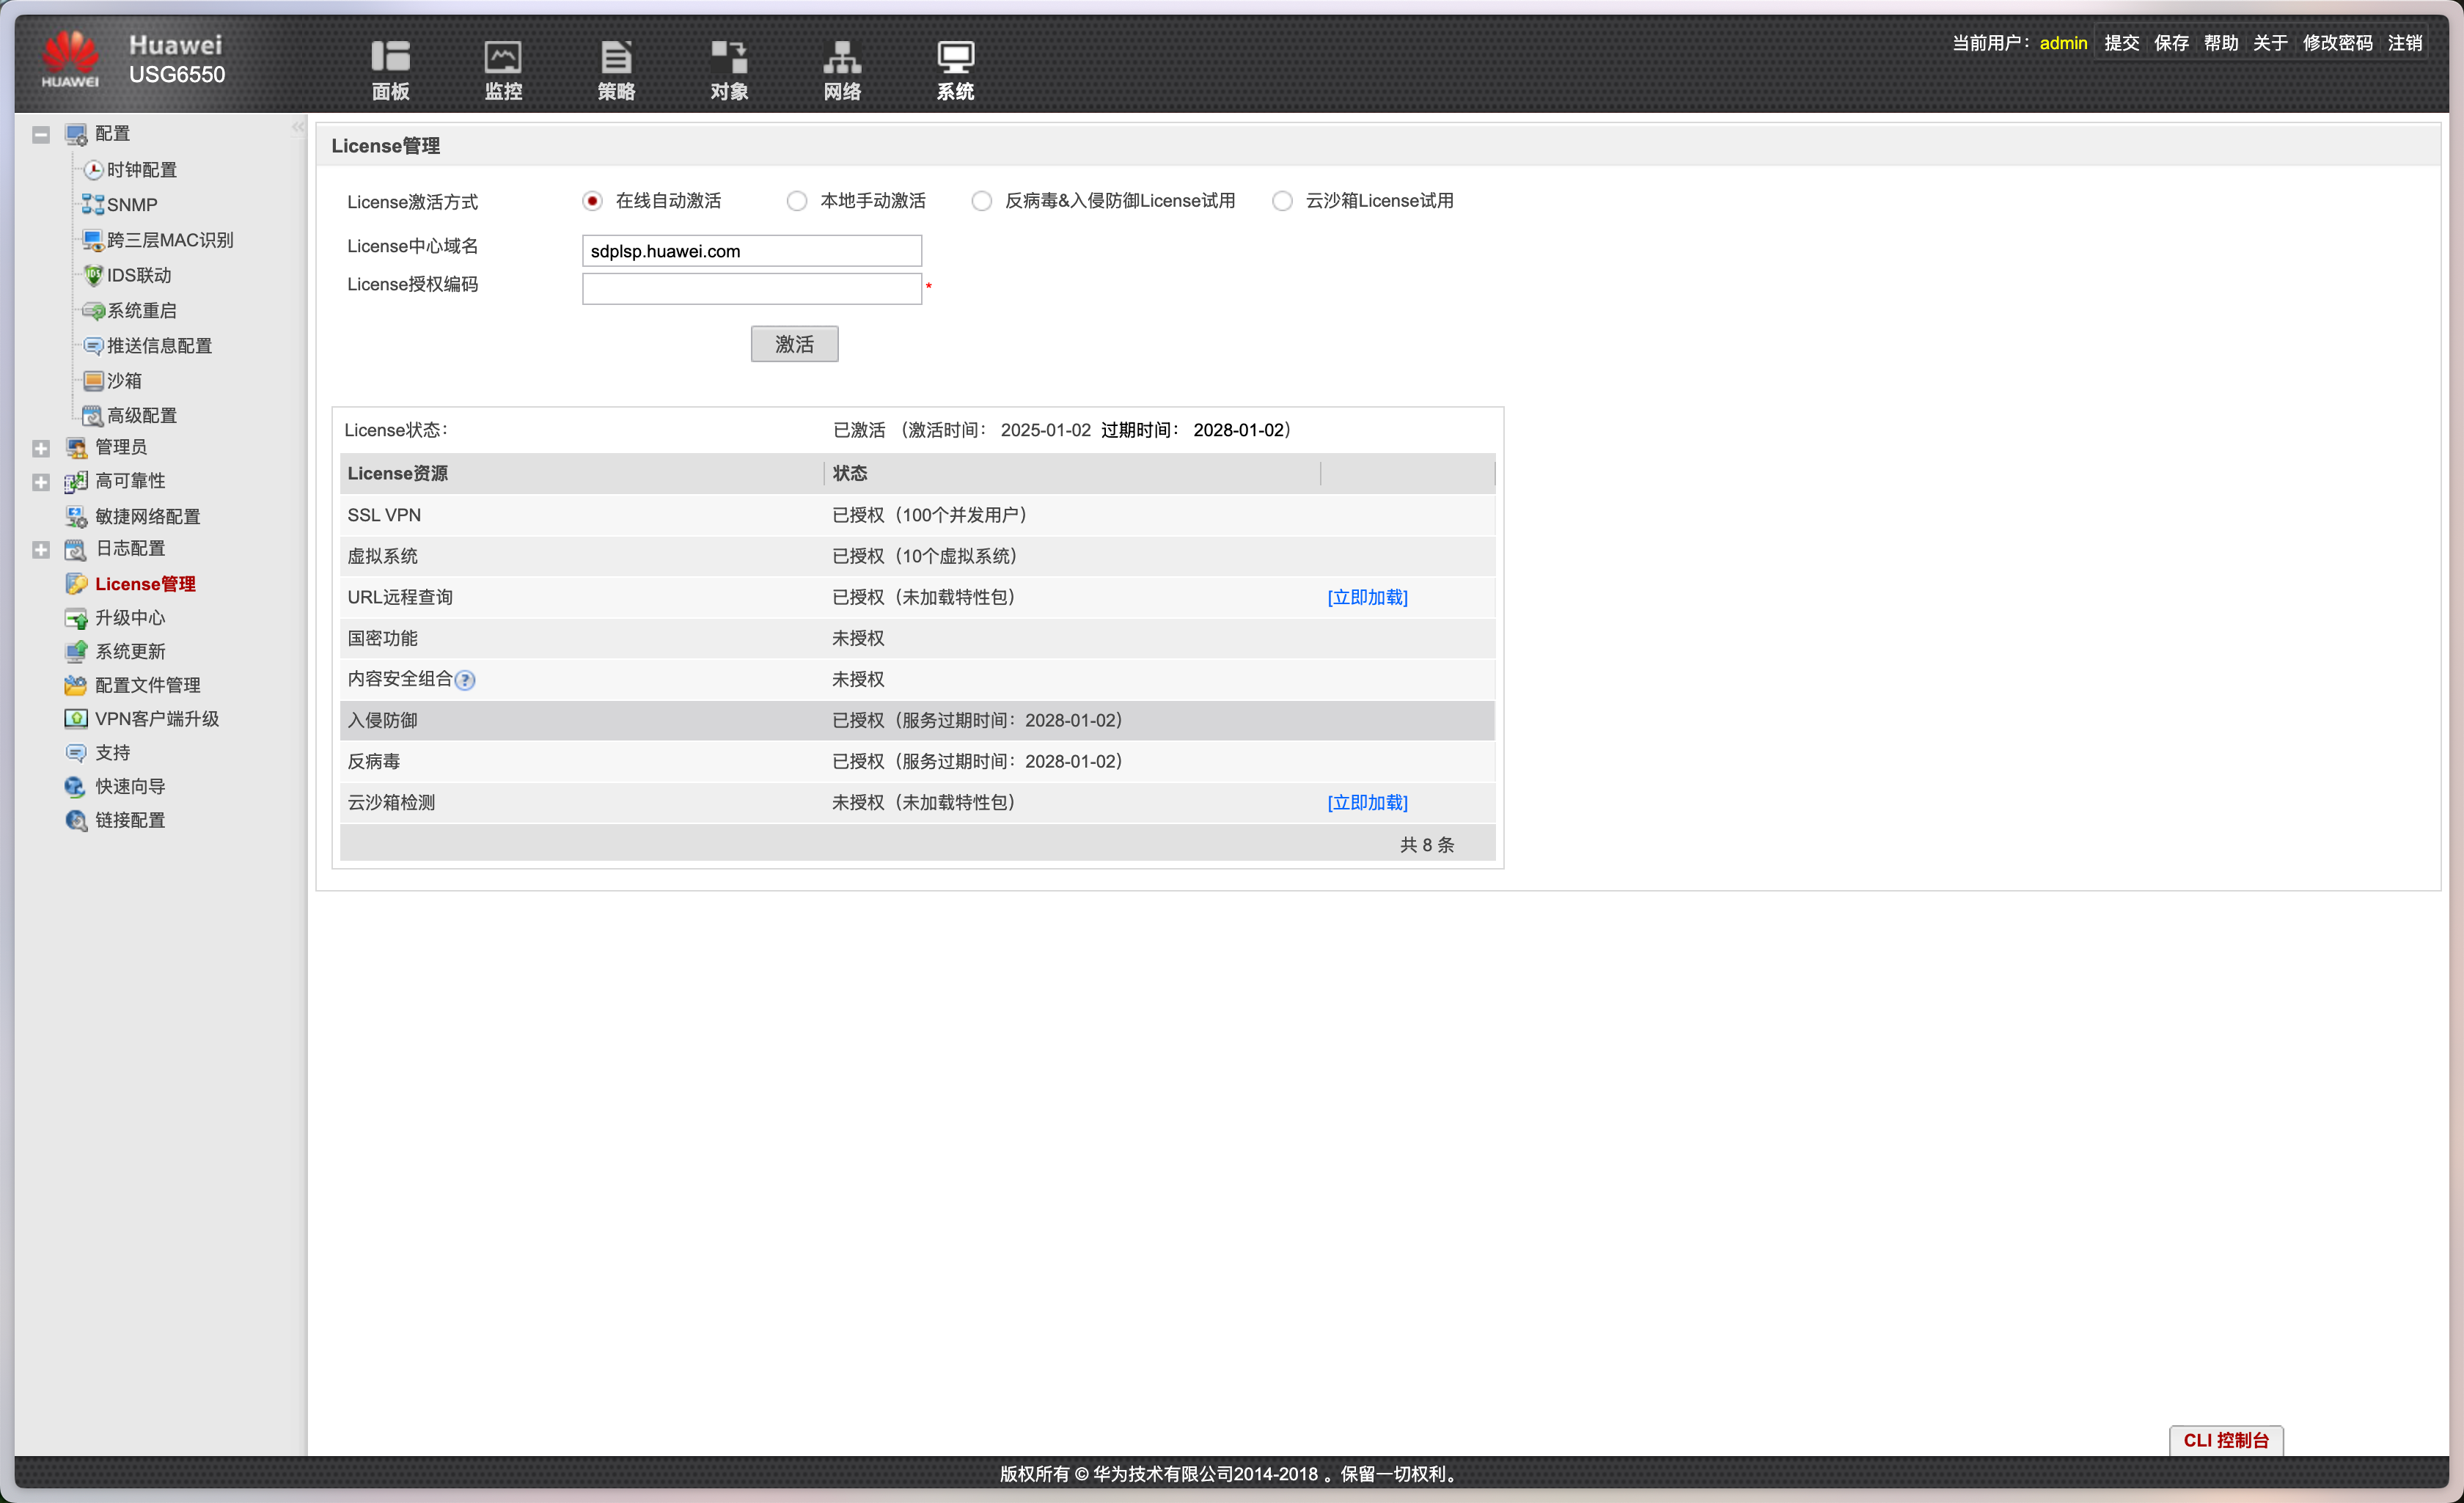 HUAWEI
Huawei
USG6550
面板
监控
策略
对象
网络
系统
当前用户： admin 提交 保存 帮助 关于 修改密码 注销
配置
时钟配置
SNMP
跨三层MAC识别
IDS联动
系统重启
推送信息配置
沙箱
高级配置
管理员
高可靠性
敏捷网络配置
日志配置
License管理
升级中心
系统更新
配置文件管理
VPN客户端升级
支持
快速向导
链接配置
License管理
License激活方式 在线自动激活 本地手动激活 反病毒&入侵防御License试用 云沙箱License试用
License中心域名 sdplsp.huawei.com
License授权编码 *
激活
License状态： 已激活 （激活时间： 2025-01-02 过期时间： 2028-01-02）
License资源 状态
SSL VPN 已授权（100个并发用户）
虚拟系统 已授权（10个虚拟系统）
URL远程查询 已授权（未加载特性包） [立即加载]
国密功能 未授权
内容安全组合 ? 未授权
入侵防御 已授权（服务过期时间：2028-01-02）
反病毒 已授权（服务过期时间：2028-01-02）
云沙箱检测 未授权（未加载特性包） [立即加载]
共 8 条
CLI 控制台
版权所有 © 华为技术有限公司2014-2018 。保留一切权利。